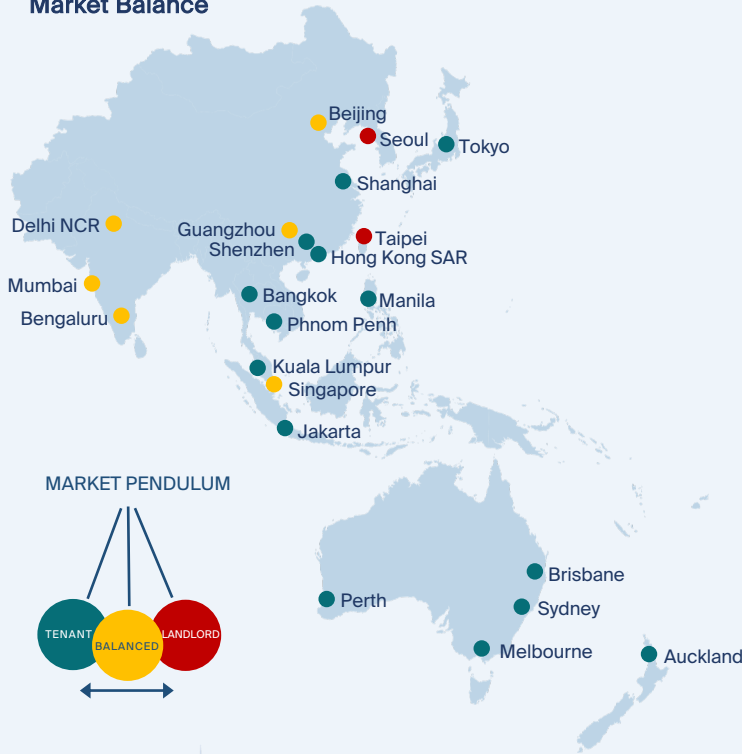 Market Balance
Beijing
Seoul
Tokyo
Shanghai
Delhi NCR
Guangzhou
Taipei
Shenzhen
Hong Kong SAR
Mumbai
Bangkok
Manila
Bengaluru
Phnom Penh
Kuala Lumpur
Singapore
Jakarta
MARKET PENDULUM
Brisbane
Perth
Sydney
TENANT
BALANCED
LANDLORD
Melbourne
Auckland